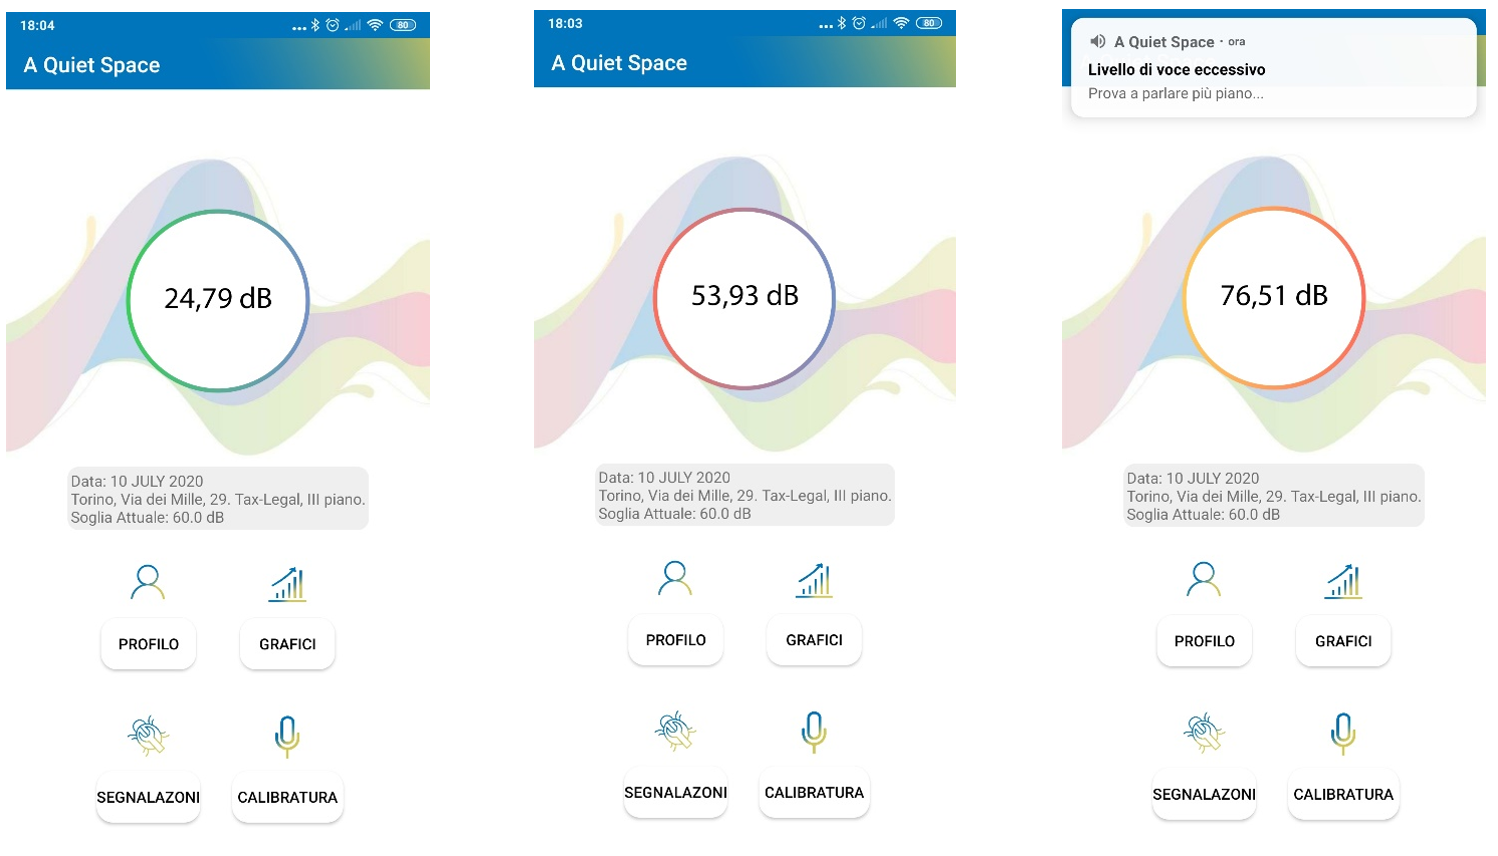 18:04
80
A Quiet Space
24,79 dB
Data: 10 JULY 2020
Torino, Via dei Mille, 29. Tax-Legal, III piano.
Soglia Attuale: 60.0 dB
PROFILO
GRAFICI
SEGNALAZONI
CALIBRATURA
18:03
80
A Quiet Space
53,93 dB
Data: 10 JULY 2020
Torino, Via dei Mille, 29. Tax-Legal, III piano.
Soglia Attuale: 60.0 dB
PROFILO
GRAFICI
SEGNALAZONI
CALIBRATURA
A Quiet Space · ora
Livello di voce eccessivo
Prova a parlare più piano...
76,51 dB
Data: 10 JULY 2020
Torino, Via dei Mille, 29. Tax-Legal, III piano.
Soglia Attuale: 60.0 dB
PROFILO
GRAFICI
SEGNALAZONI
CALIBRATURA